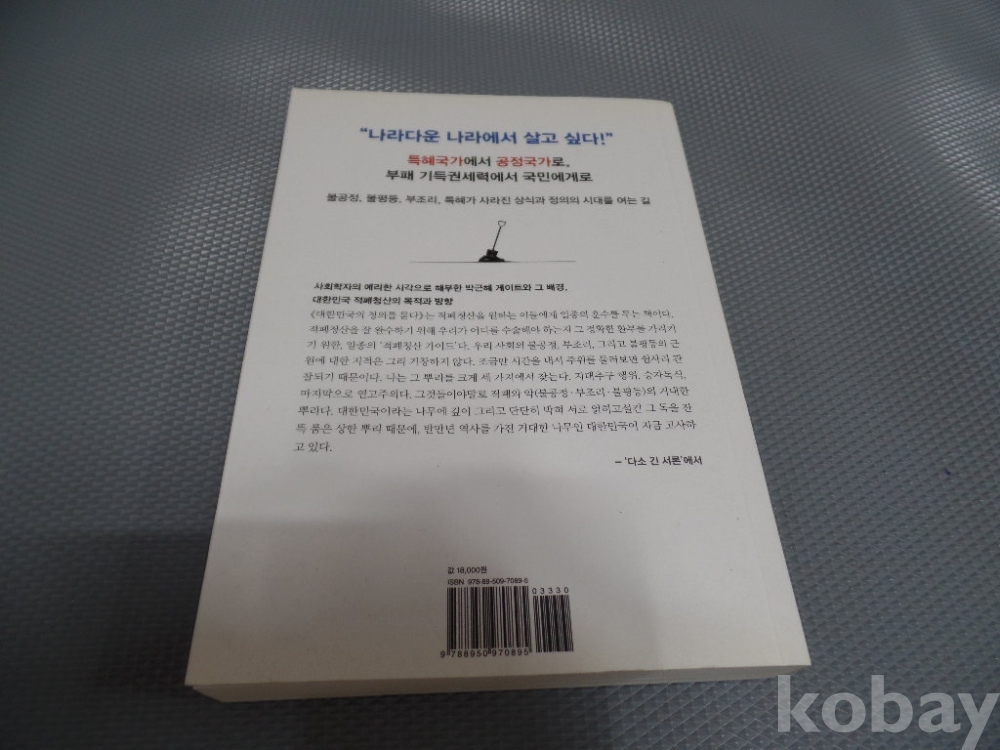 “나라다운 나라에서 살고 싶다!”
특혜국가에서 공정국가로,
부패 기득권세력에서 국민에게로
불공정, 불평등, 부조리, 특혜가 사라진 상식과 정의의 시대를 여는 길
사회학자의 예리한 시각으로 해부한 박근혜 게이트와 그 배경,
대한민국 적폐청산의 목적과 방향
《대한민국의 정의를 묻다》는 적폐청산을 원하는 이들에게 일종의 훈수를 두는 책이다.
적폐청산을 잘 완수하기 위해 우리가 어디를 수술해야 하는지 그 정확한 환부를 가리키
기 위한, 일종의 ‘적폐청산 가이드’다. 우리 사회의 불공정, 부조리, 그리고 불평등의 근
원에 대한 지적은 그리 거창하지 않다. 조금만 시간을 내서 주위를 둘러보면 쉽사리 관
찰되기 때문이다. 나는 그 뿌리를 크게 세 가지에서 찾는다. 지대추구 행위, 승자독식,
마지막으로 연고주의다. 그것들이야말로 적폐와 악(불공정·부조리·불평등)의 시대한
뿌리다. 대한민국이라는 나무에 깊이 그리고 단단히 박혀 서로 얽히고설킨 그 독을 잔
뜩 품은 상한 뿌리 때문에, 반만년 역사를 가진 거대한 나무인 대한민국이 지금 고사하
고 있다.
– ‘다소 긴 서론’에서
값 18,000원
ISBN 978-89-509-7089-5
03330
9 788950 970895
kobay